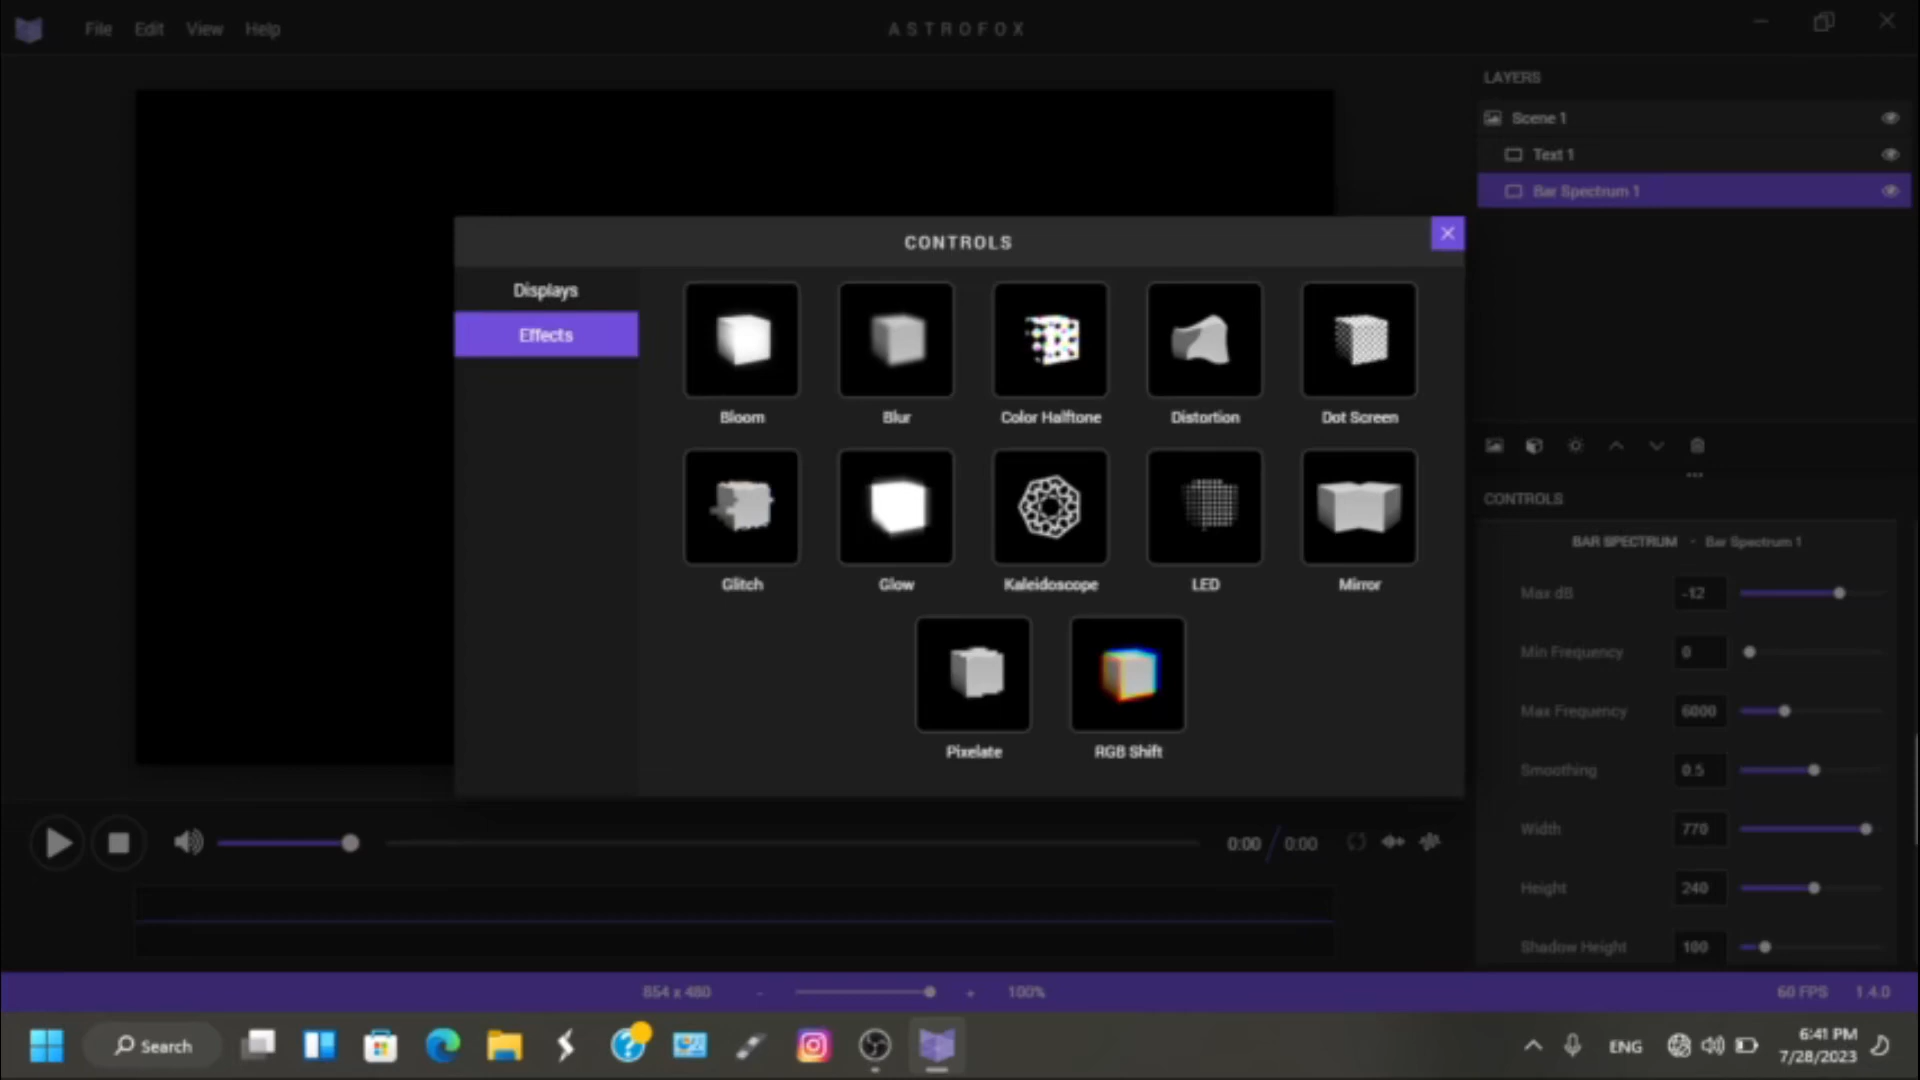 File Edit View Help
ASTROFOX
LAYERS
Scene 1
Text 1
Bar Spectrum 1
CONTROLS
Displays
Effects
Bloom Blur Color Halftone Distortion Dot Screen
Glitch Glow Kaleidoscope LED Mirror
Pixelate RGB Shift
CONTROLS
BAR SPECTRUM - Bar Spectrum 1
Max dB -12
Min Frequency 0
Max Frequency 6000
Smoothing 0.5
Width 770
Height 240
Shadow Height 100
0:00 / 0:00
854 x 480 - + 100% 60 FPS 1.4.0
Search
ENG
6:41 PM
7/28/2023